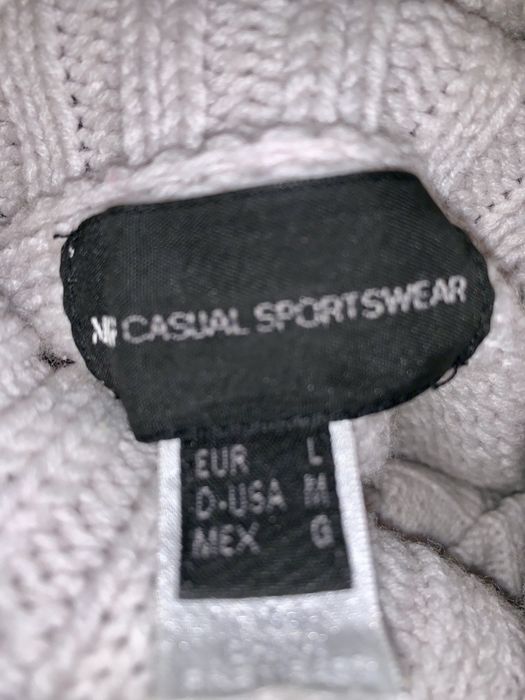 CASUAL SPORTSWEAR
EUR L
D-USA M
MEX G